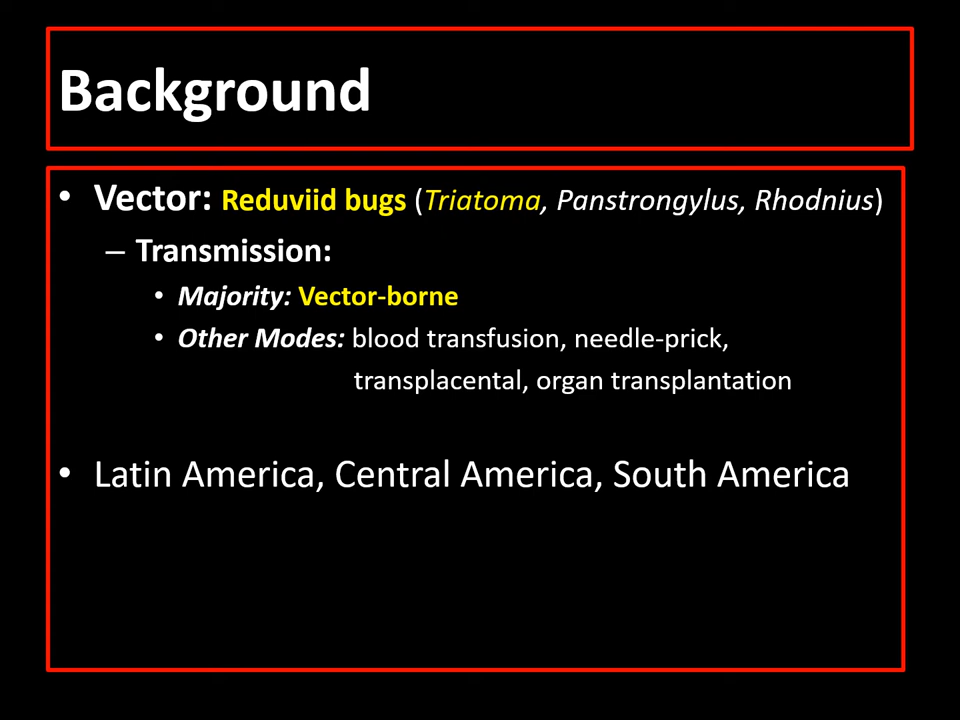 Background
• Vector: Reduviid bugs (Triatoma, Panstrongylus, Rhodnius)
– Transmission:
• Majority: Vector-borne
• Other Modes: blood transfusion, needle-prick,
transplacental, organ transplantation
• Latin America, Central America, South America